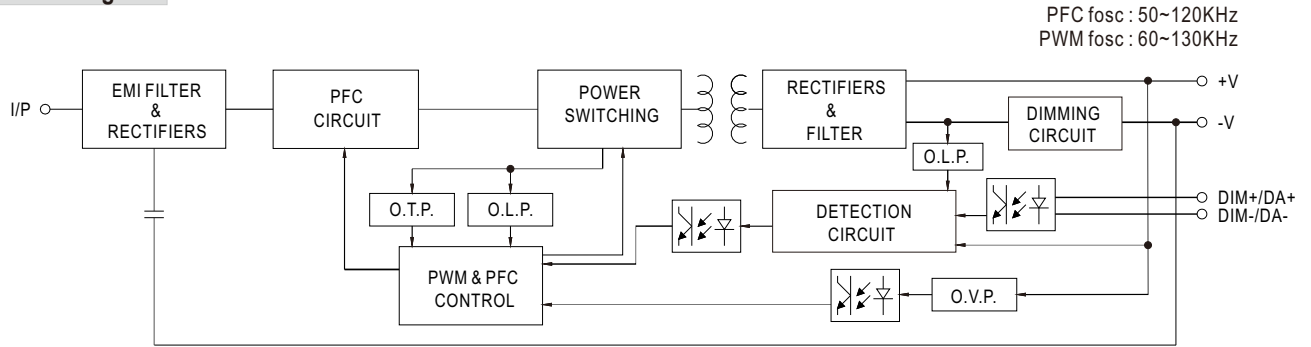 PFC fosc : 50~120KHz
PWM fosc : 60~130KHz
I/P
EMI FILTER
&
RECTIFIERS
PFC
CIRCUIT
POWER
SWITCHING
RECTIFIERS
&
FILTER
DIMMING
CIRCUIT
+V
-V
O.L.P.
O.T.P.
O.L.P.
DETECTION
CIRCUIT
DIM+/DA+
DIM-/DA-
PWM & PFC
CONTROL
O.V.P.